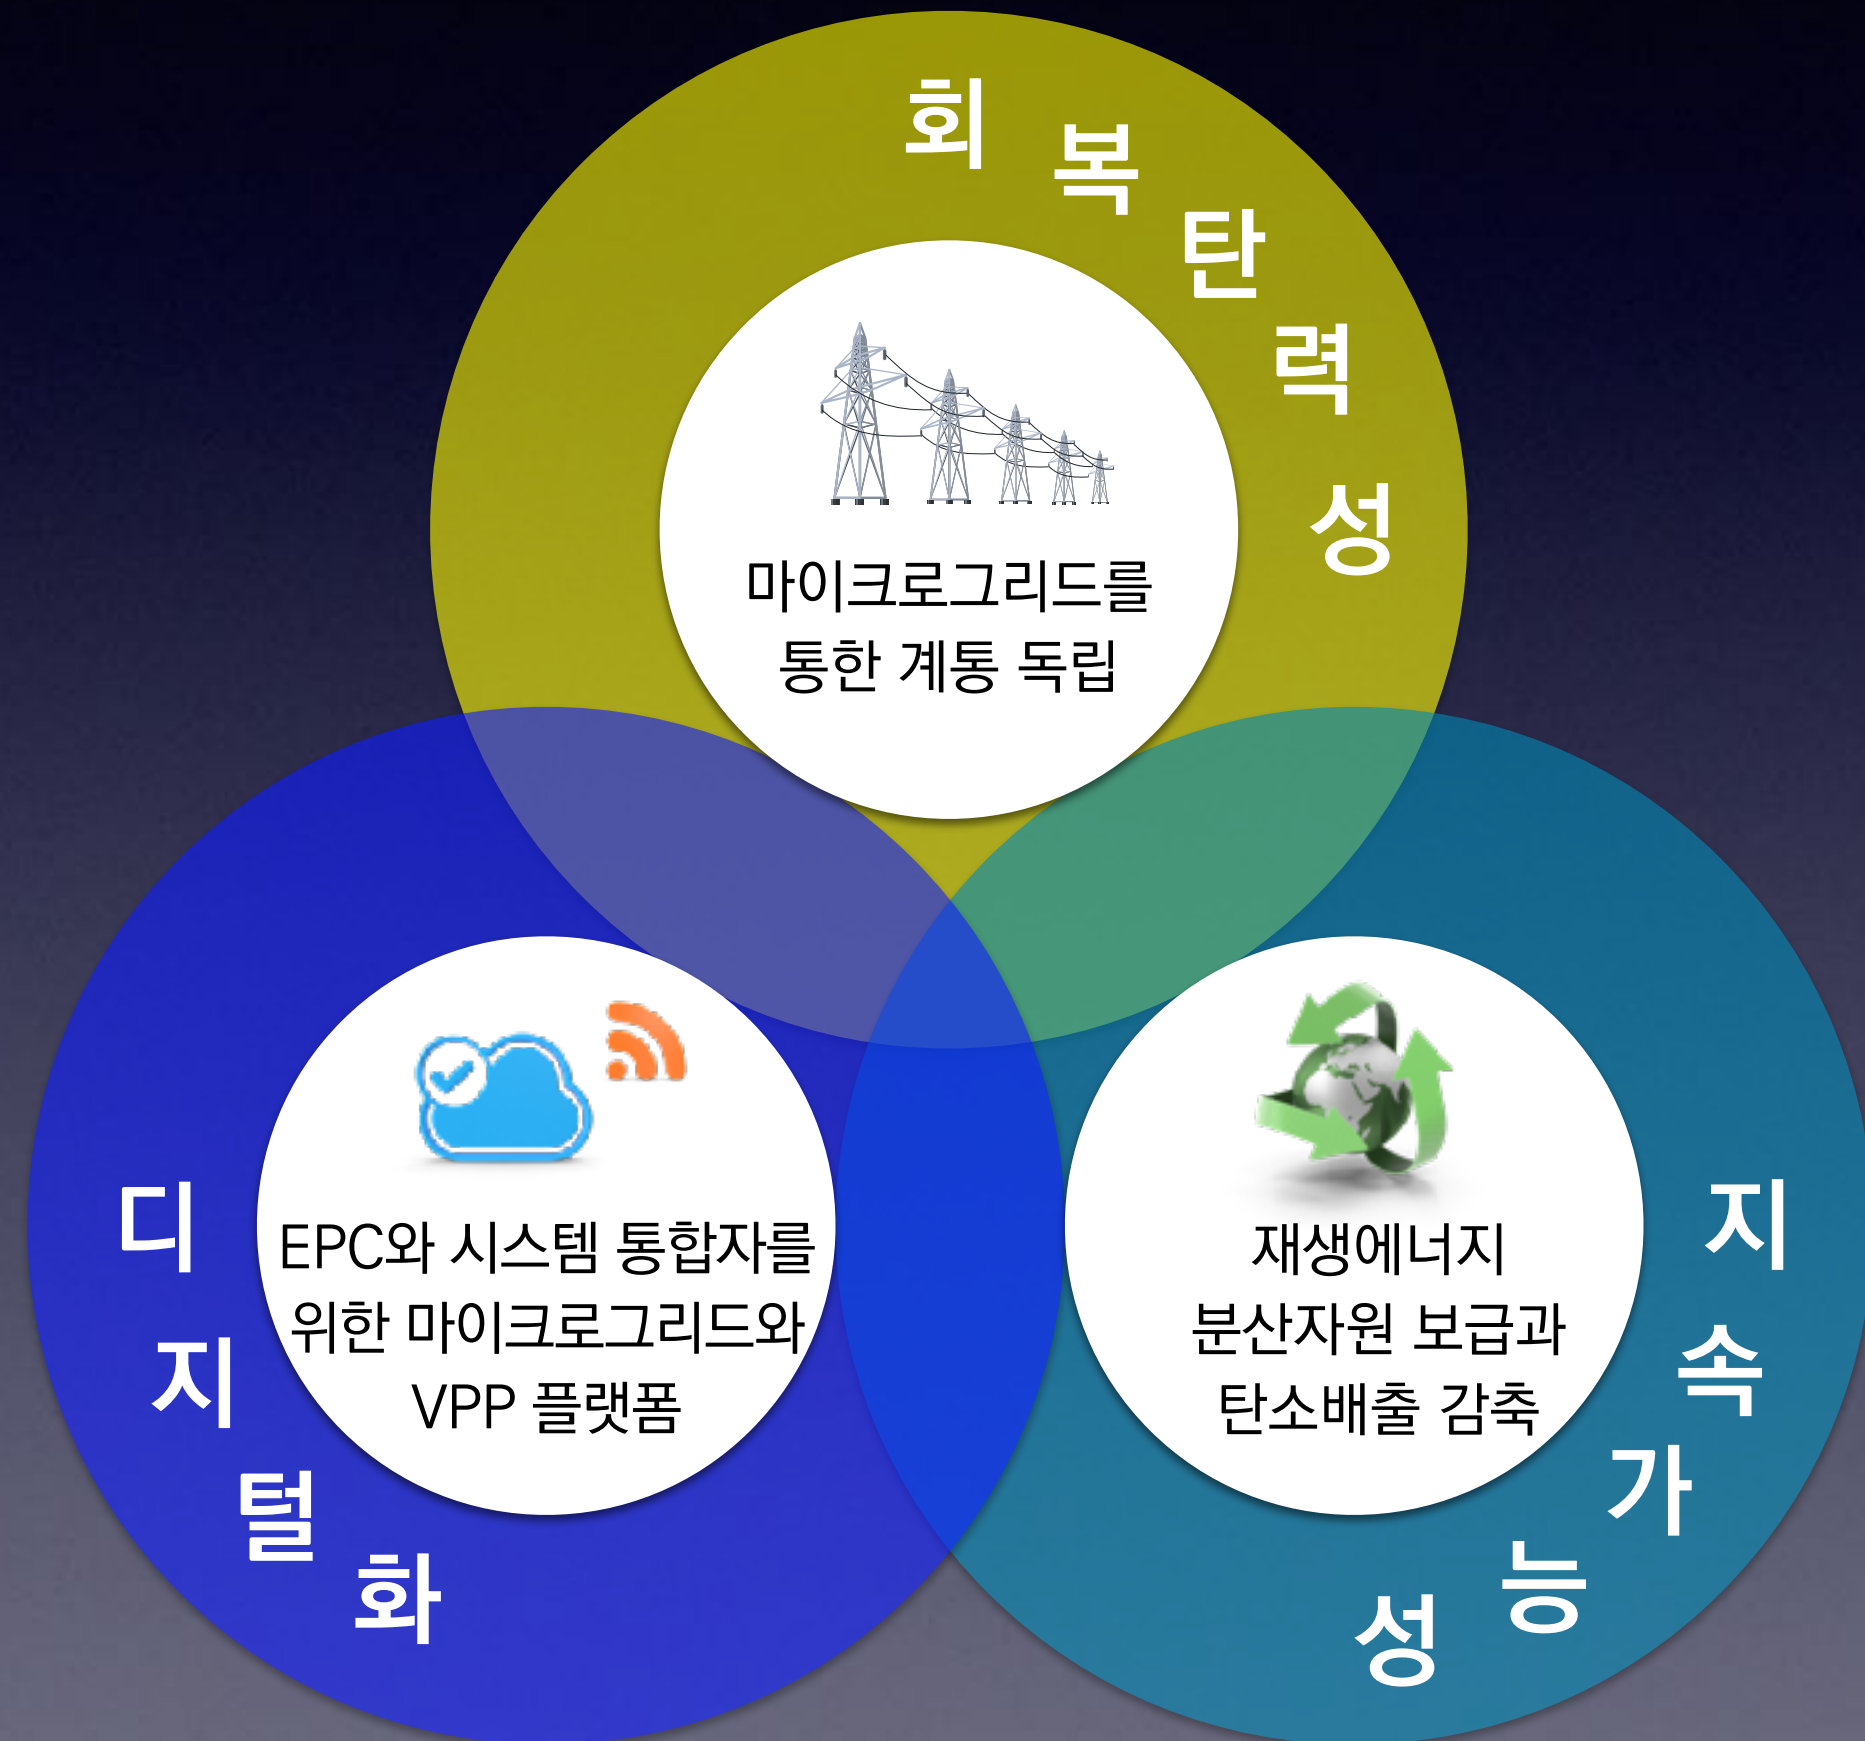 회복탄력성
마이크로그리드를
통한 계통 독립
디지털화
EPC와 시스템 통합자를
위한 마이크로그리드와
VPP 플랫폼
지속가능성
재생에너지
분산자원 보급과
탄소배출 감축